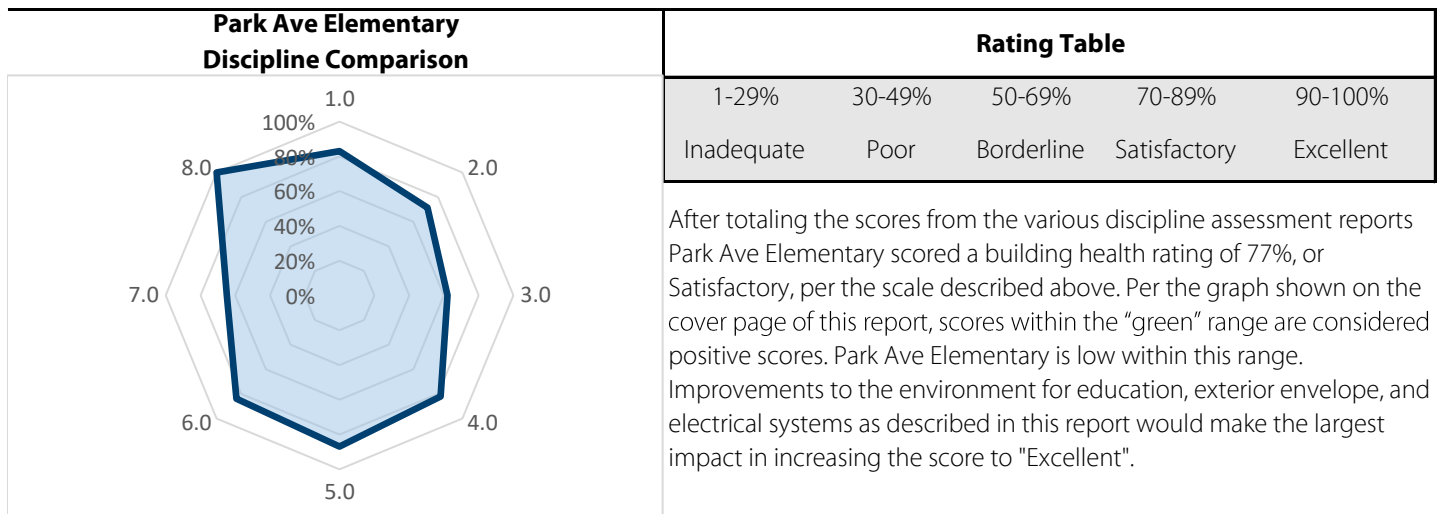 Park Ave Elementary
Discipline Comparison
1.0
100%
80%
8.0
2.0
60%
40%
20%
7.0
0%
3.0
6.0
4.0
5.0
Rating Table
1-29% 30-49% 50-69% 70-89% 90-100%
Inadequate Poor Borderline Satisfactory Excellent
After totaling the scores from the various discipline assessment reports
Park Ave Elementary scored a building health rating of 77%, or
Satisfactory, per the scale described above. Per the graph shown on the
cover page of this report, scores within the “green” range are considered
positive scores. Park Ave Elementary is low within this range.
Improvements to the environment for education, exterior envelope, and
electrical systems as described in this report would make the largest
impact in increasing the score to "Excellent".